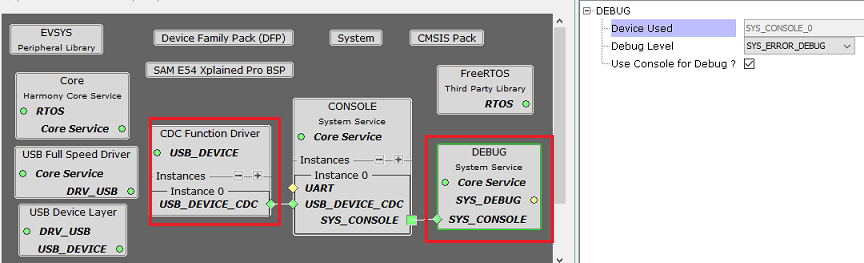 EVSYS
Peripheral Library
Device Family Pack (DFP)
System
CMSIS Pack
SAM E54 Xplained Pro BSP
Core
Harmony Core Service
RTOS
Core Service
FreeRTOS
Third Party Library
RTOS
CDC Function Driver
USB_DEVICE
Instances
Instance 0
USB_DEVICE_CDC
CONSOLE
System Service
Core Service
Instances
Instance 0
UART
USB_DEVICE_CDC
SYS_CONSOLE
DEBUG
System Service
Core Service
SYS_DEBUG
SYS_CONSOLE
USB Full Speed Driver
Core Service
DRV_USB
USB Device Layer
DRV_USB
USB_DEVICE
DEBUG
Device Used SYS_CONSOLE_0
Debug Level SYS_ERROR_DEBUG
Use Console for Debug ?